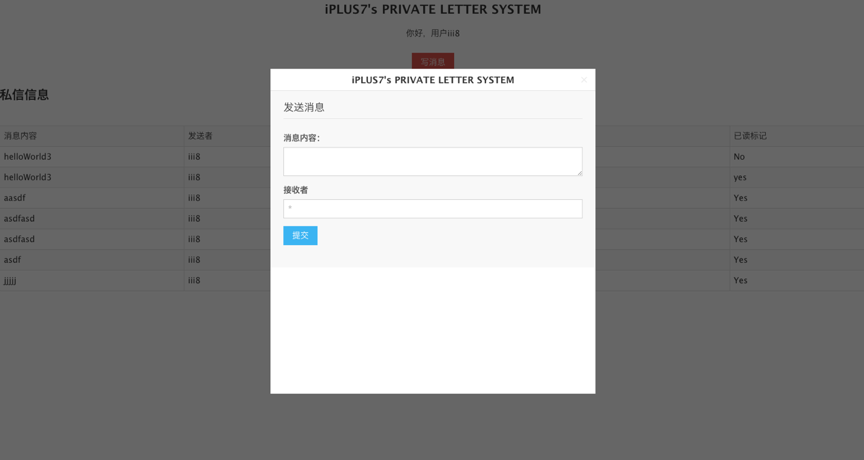 iPLUS7's PRIVATE LETTER SYSTEM
你好，用户iii8
写消息
私信信息
消息内容 发送者 已读标记
helloWorld3 iii8 No
helloWorld3 iii8 yes
aasdf iii8 Yes
asdfasd iii8 Yes
asdfasd iii8 Yes
asdf iii8 Yes
jjjjj iii8 Yes
iPLUS7's PRIVATE LETTER SYSTEM ×
发送消息
消息内容:
接收者
*
提交